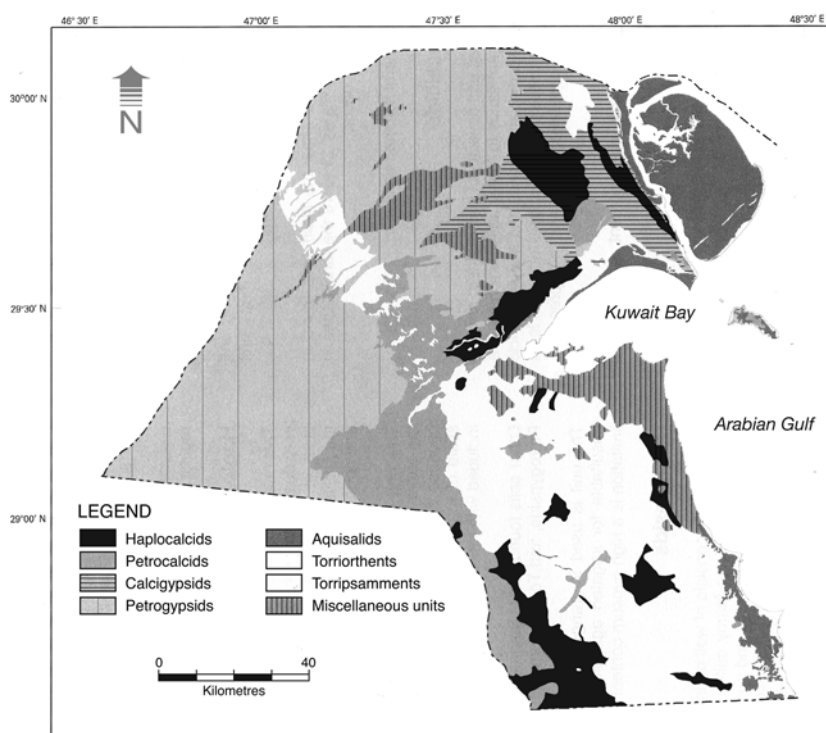 46° 30' E
47°00' E
47°30' E
48°00' E
48° 30' E
30°00' N
N
29°30' N
Kuwait Bay
Arabian Gulf
29°00' N
LEGEND
Haplocalcids
Petrocalcids
Calcigypsids
Petrogypsids
Aquisalids
Torriorthents
Torripsamments
Miscellaneous units
0
40
Kilometres